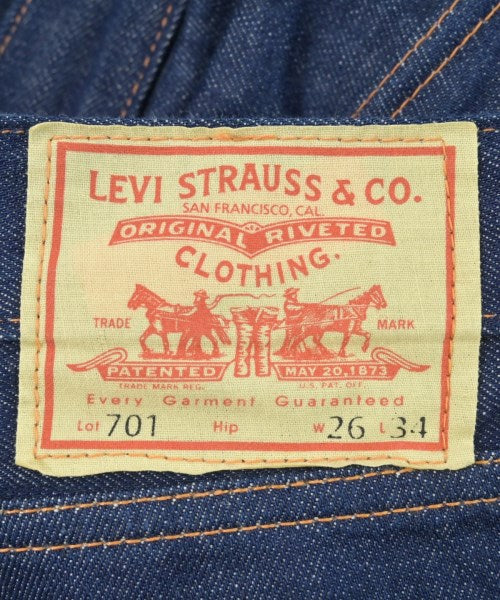 LEVI STRAUSS & CO.
SAN FRANCISCO, CAL.
ORIGINAL RIVETED
CLOTHING.
TRADE MARK
PATENTED MAY 20, 1873
TRADE MARK REG. U.S. PAT. OFF.
Every Garment Guaranteed
Lot 701 Hip W 26 L 34